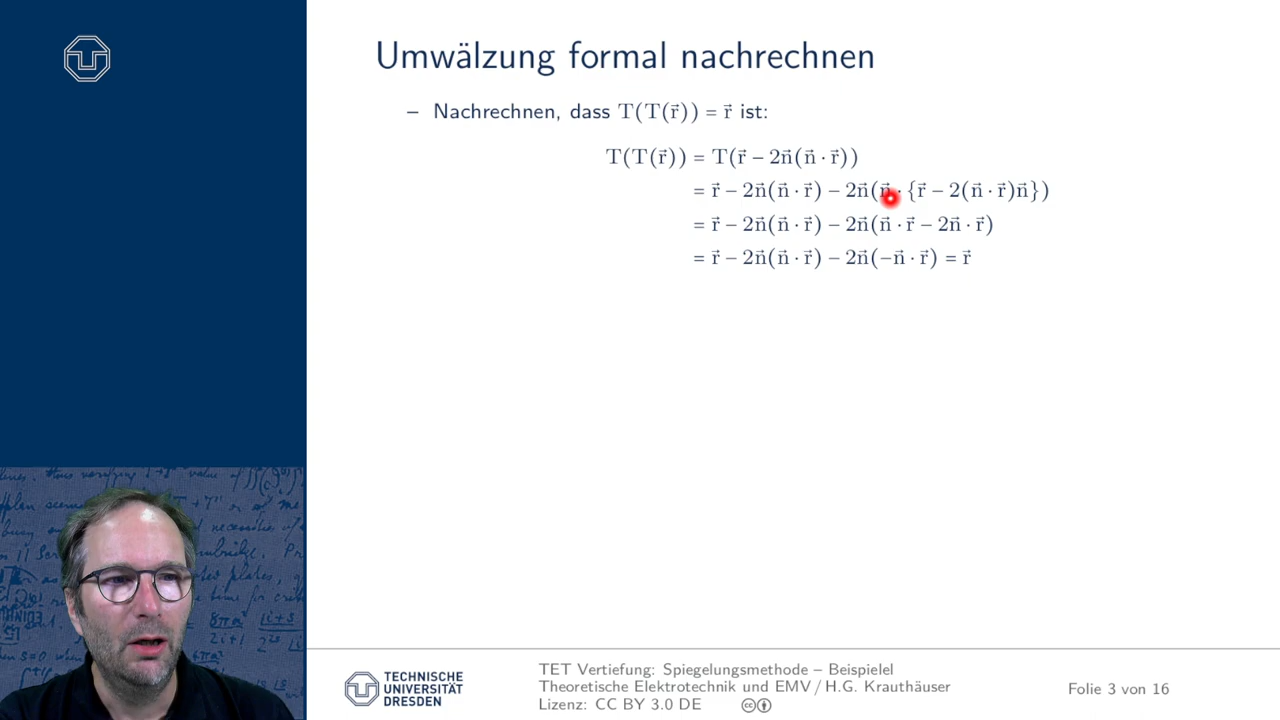 Umwälzung formal nachrechnen
– Nachrechnen, dass T(T(r⃗)) = r⃗ ist:
T(T(r⃗)) = T(r⃗ − 2n⃗(n⃗ · r⃗))
= r⃗ − 2n⃗(n⃗ · r⃗) − 2n⃗(n⃗ · {r⃗ − 2(n⃗ · r⃗)n⃗})
= r⃗ − 2n⃗(n⃗ · r⃗) − 2n⃗(n⃗ · r⃗ − 2n⃗ · r⃗)
= r⃗ − 2n⃗(n⃗ · r⃗) − 2n⃗(−n⃗ · r⃗) = r⃗
TECHNISCHE
UNIVERSITÄT
DRESDEN
TET Vertiefung: Spiegelungsmethode – Beispielel
Theoretische Elektrotechnik und EMV / H.G. Krauthäuser
Lizenz: CC BY 3.0 DE
Folie 3 von 16